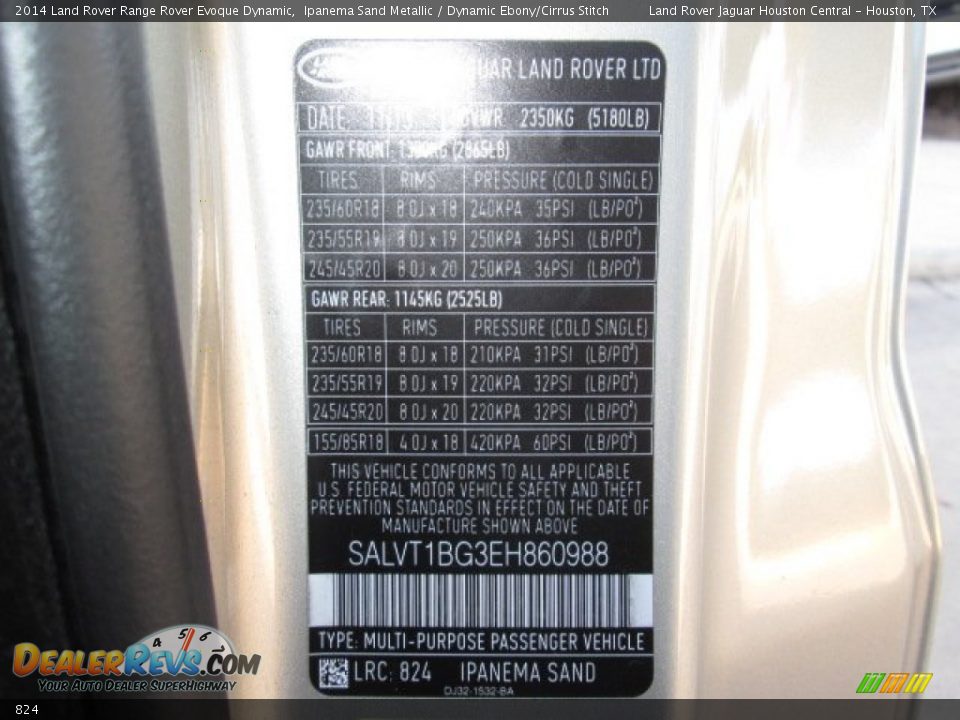 2014 Land Rover Range Rover Evoque Dynamic,  Ipanema Sand Metallic / Dynamic Ebony/Cirrus Stitch  Land Rover Jaguar Houston Central - Houston, TX
LAND ROVER LTD
DATE: GVWR 2350KG (5180LB)
GAWR FRONT (2865LB)
TIRES RIMS PRESSURE (COLD SINGLE)
235/60R18 8.0J x 18 240KPA 35PSI (LB/PO²)
235/55R19 8.0J x 19 250KPA 36PSI (LB/PO²)
245/45R20 8.0J x 20 250KPA 36PSI (LB/PO²)
GAWR REAR: 1145KG (2525LB)
TIRES RIMS PRESSURE (COLD SINGLE)
235/60R18 8.0J x 18 210KPA 31PSI (LB/PO²)
235/55R19 8.0J x 19 220KPA 32PSI (LB/PO²)
245/45R20 8.0J x 20 220KPA 32PSI (LB/PO²)
155/85R18 4.0J x 18 420KPA 60PSI (LB/PO²)
THIS VEHICLE CONFORMS TO ALL APPLICABLE
U.S. FEDERAL MOTOR VEHICLE SAFETY AND THEFT
PREVENTION STANDARDS IN EFFECT ON THE DATE OF
MANUFACTURE SHOWN ABOVE
SALVT1BG3EH860988
TYPE: MULTI-PURPOSE PASSENGER VEHICLE
LRC: 824 IPANEMA SAND
DJ32-1532-BA
4 5 6
DEALERREVS.COM
YOUR AUTO DEALER SUPERHIGHWAY
824